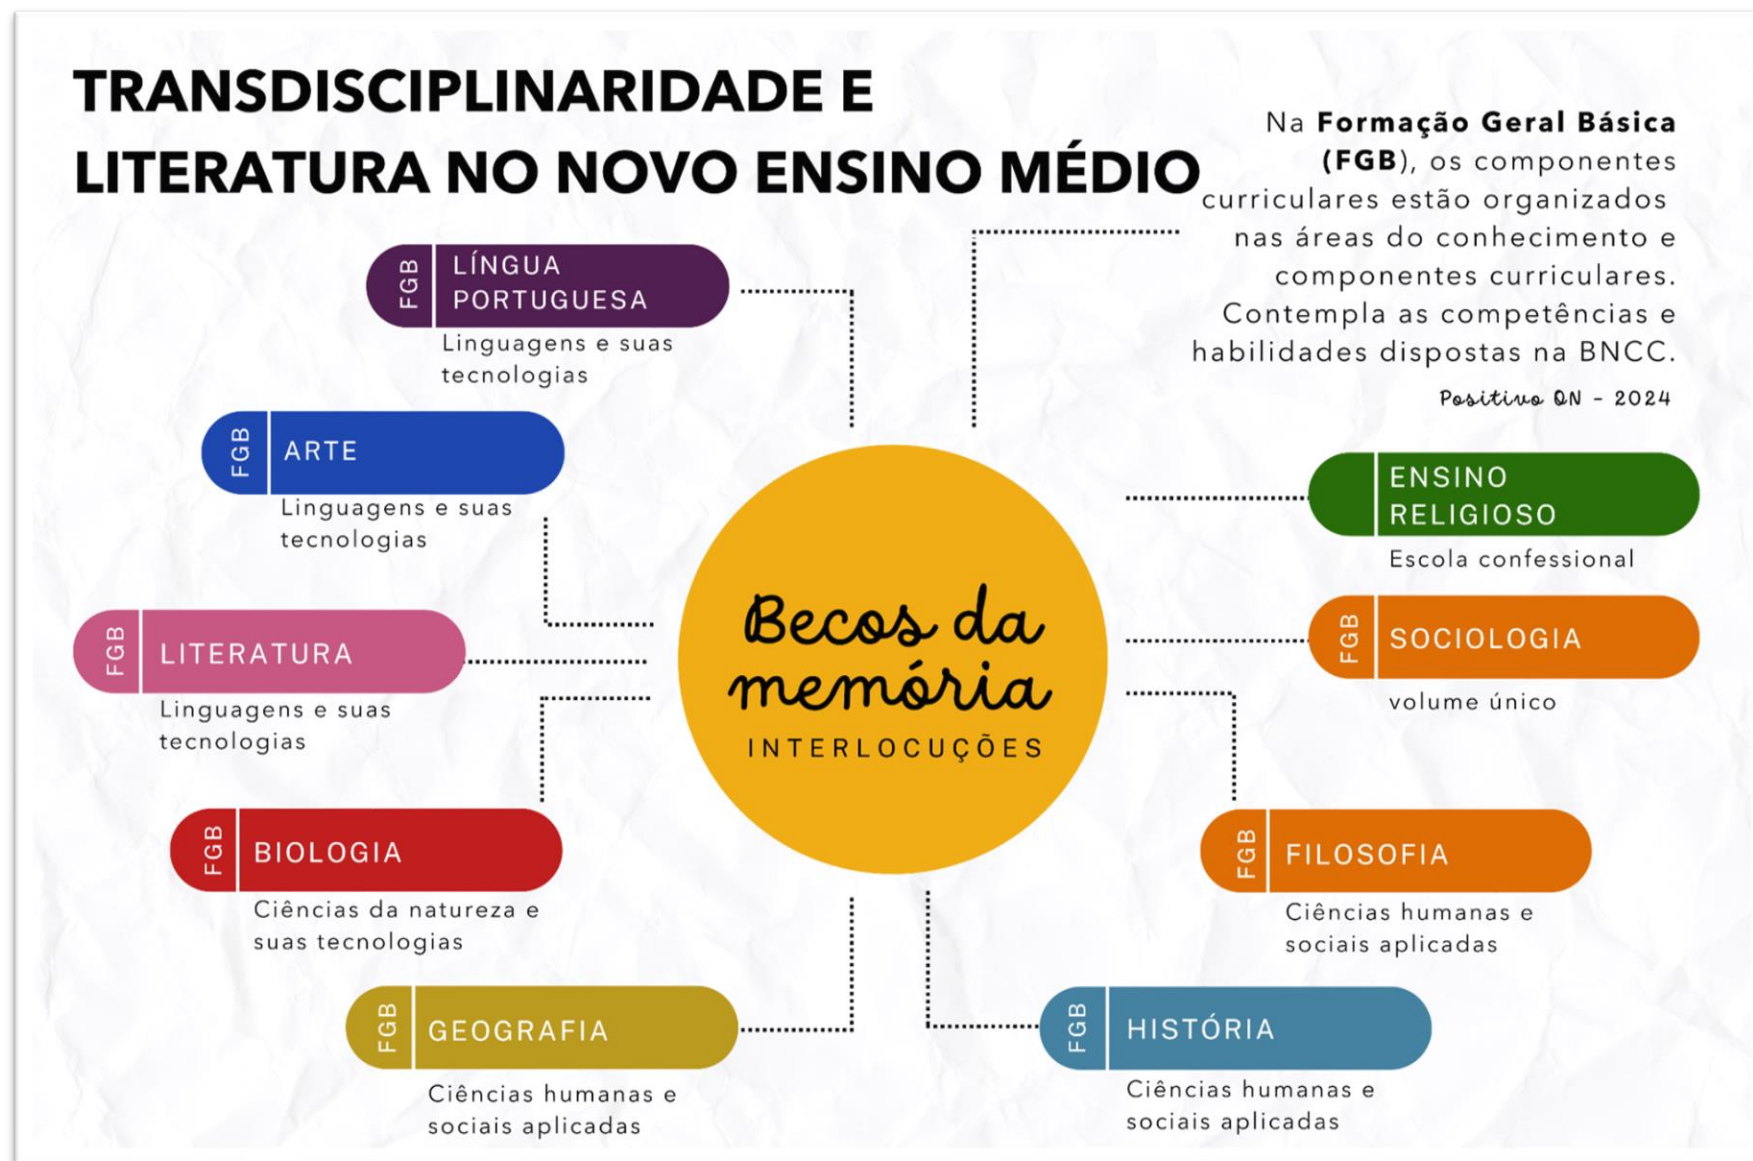 TRANSDISCIPLINARIDADE E
LITERATURA NO NOVO ENSINO MÉDIO
Na Formação Geral Básica
(FGB), os componentes
curriculares estão organizados
nas áreas do conhecimento e
componentes curriculares.
Contempla as competências e
habilidades dispostas na BNCC.
Positivo ON - 2024
FGB
LÍNGUA
PORTUGUESA
Linguagens e suas
tecnologias
FGB
ARTE
Linguagens e suas
tecnologias
FGB
LITERATURA
Linguagens e suas
tecnologias
FGB
BIOLOGIA
Ciências da natureza e
suas tecnologias
FGB
GEOGRAFIA
Ciências humanas e
sociais aplicadas
Becos da
memória
INTERLOCUÇÕES
ENSINO
RELIGIOSO
Escola confessional
FGB
SOCIOLOGIA
volume único
FGB
FILOSOFIA
Ciências humanas e
sociais aplicadas
FGB
HISTÓRIA
Ciências humanas e
sociais aplicadas